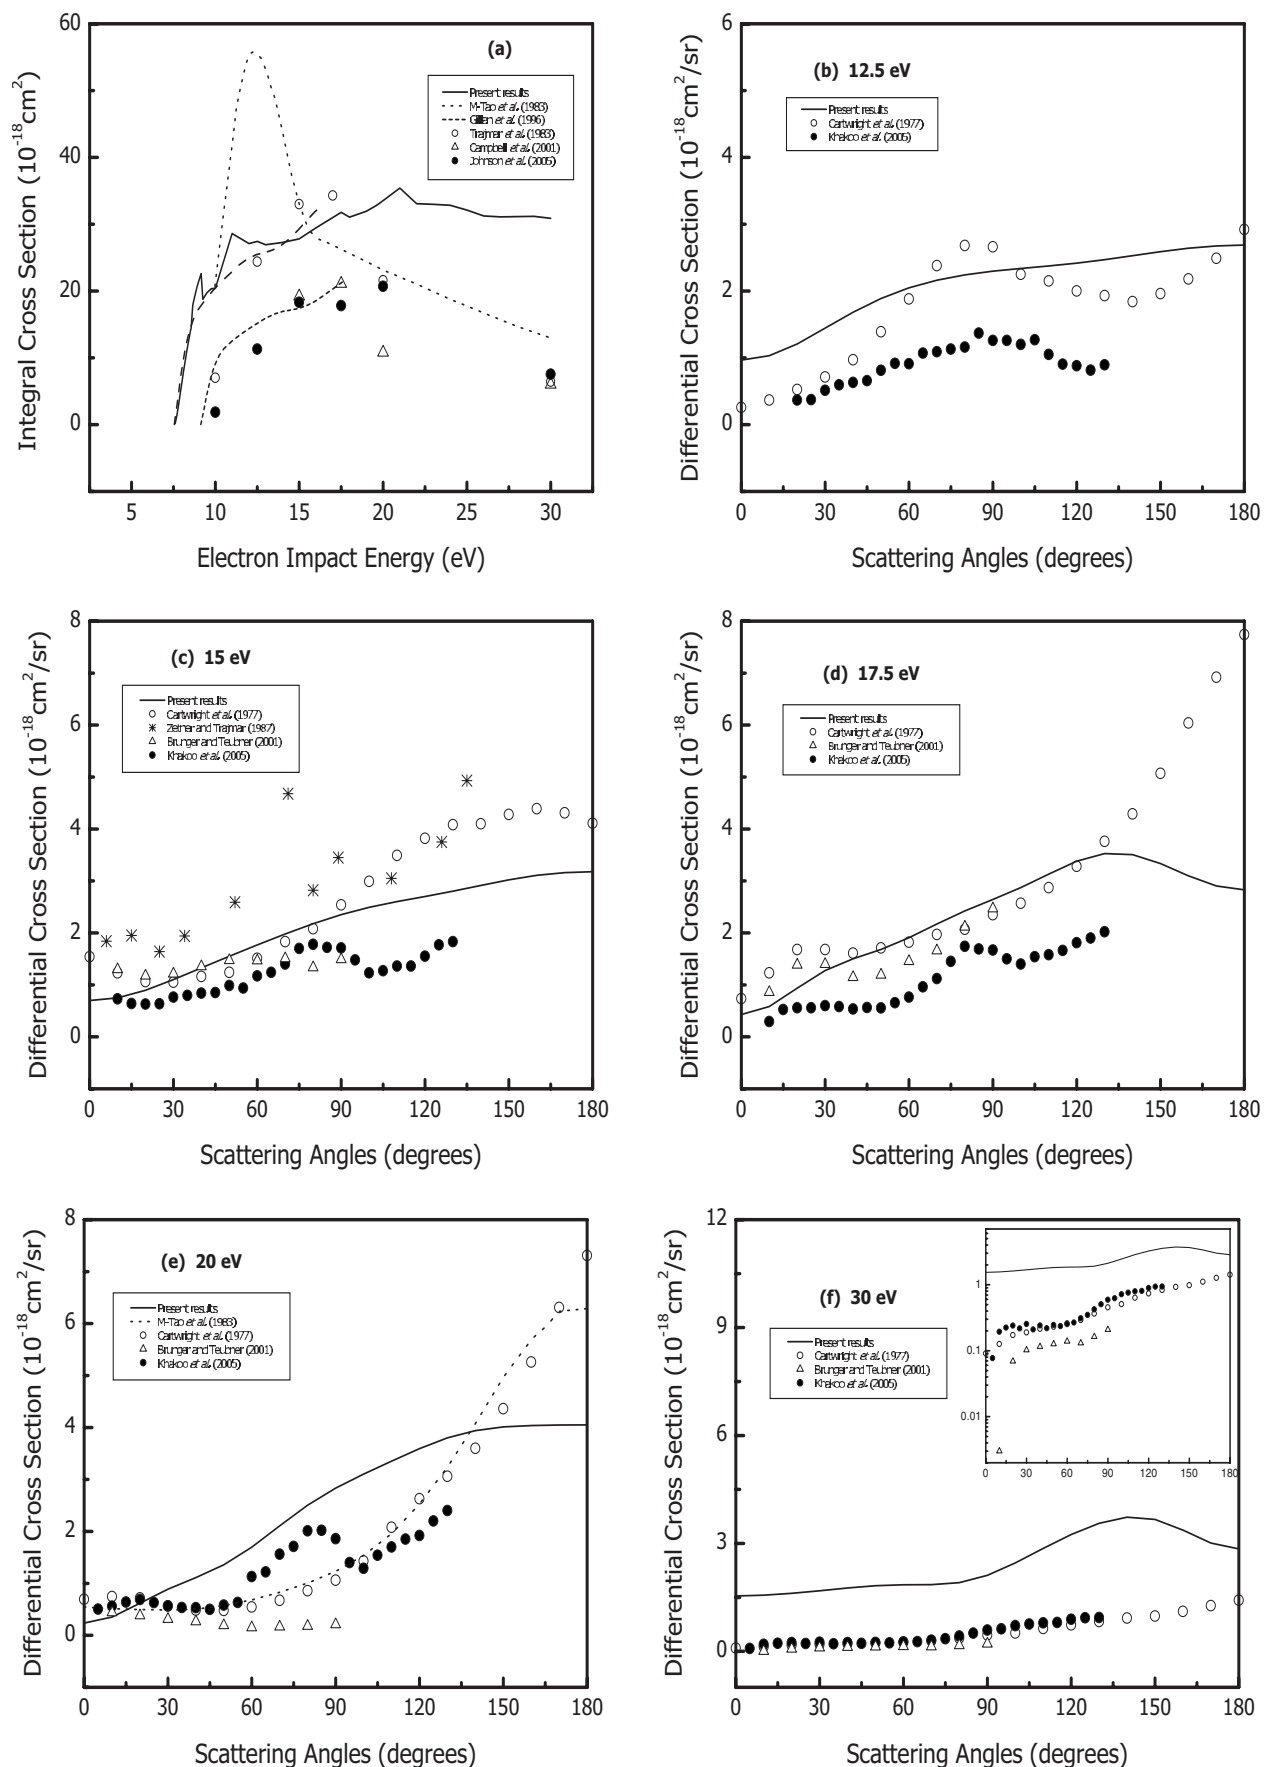 60
40
20
0
5
10
15
20
25
30
Integral Cross Section (10-18cm2)
Electron Impact Energy (eV)
(a)
Present results
M-Tao et al. (1983)
Gillan et al. (1996)
Trajmar et al. (1983)
Campbell et al. (2001)
Johnson et al. (2005)
6
4
2
0
0
30
60
90
120
150
180
Differential Cross Section (10-18cm2/sr)
Scattering Angles (degrees)
(b) 12.5 eV
Present results
Cartwright et al. (1977)
Khakoo et al. (2005)
8
6
4
2
0
0
30
60
90
120
150
180
Differential Cross Section (10-18cm2/sr)
Scattering Angles (degrees)
(c) 15 eV
Present results
Cartwright et al. (1977)
Zetner and Trajmar (1987)
Brunger and Teubner (2001)
Khakoo et al. (2005)
8
6
4
2
0
0
30
60
90
120
150
180
Differential Cross Section (10-18cm2/sr)
Scattering Angles (degrees)
(d) 17.5 eV
Present results
Cartwright et al. (1977)
Brunger and Teubner (2001)
Khakoo et al. (2005)
8
6
4
2
0
0
30
60
90
120
150
180
Differential Cross Section (10-18cm2/sr)
Scattering Angles (degrees)
(e) 20 eV
Present results
M-Tao et al. (1983)
Cartwright et al. (1977)
Brunger and Teubner (2001)
Khakoo et al. (2005)
12
9
6
3
0
0
30
60
90
120
150
180
Differential Cross Section (10-18cm2/sr)
Scattering Angles (degrees)
(f) 30 eV
Present results
Cartwright et al. (1977)
Brunger and Teubner (2001)
Khakoo et al. (2005)
1
0.1
0.01
0
30
60
90
120
150
180